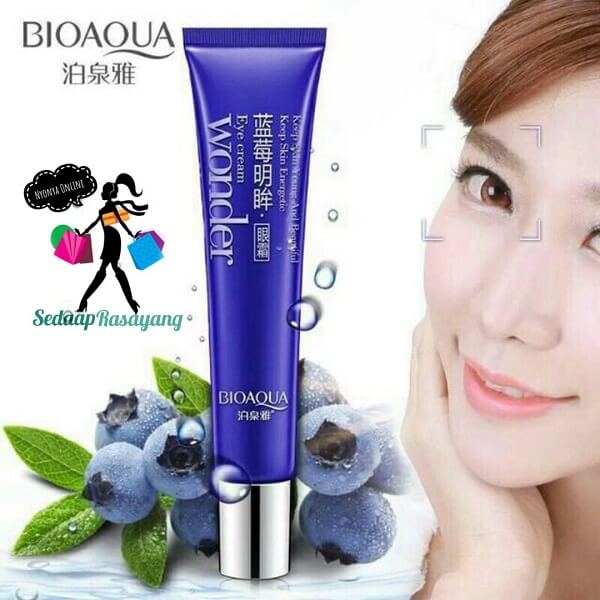 BIOAQUA
泊泉雅
NYONYA ONLINE
SedaapRasayang
Keep Skin Young And Beautiful
Keep Skin Energetic
蓝莓明眸·眼霜
Eye cream
wonder
BIOAQUA
泊泉雅